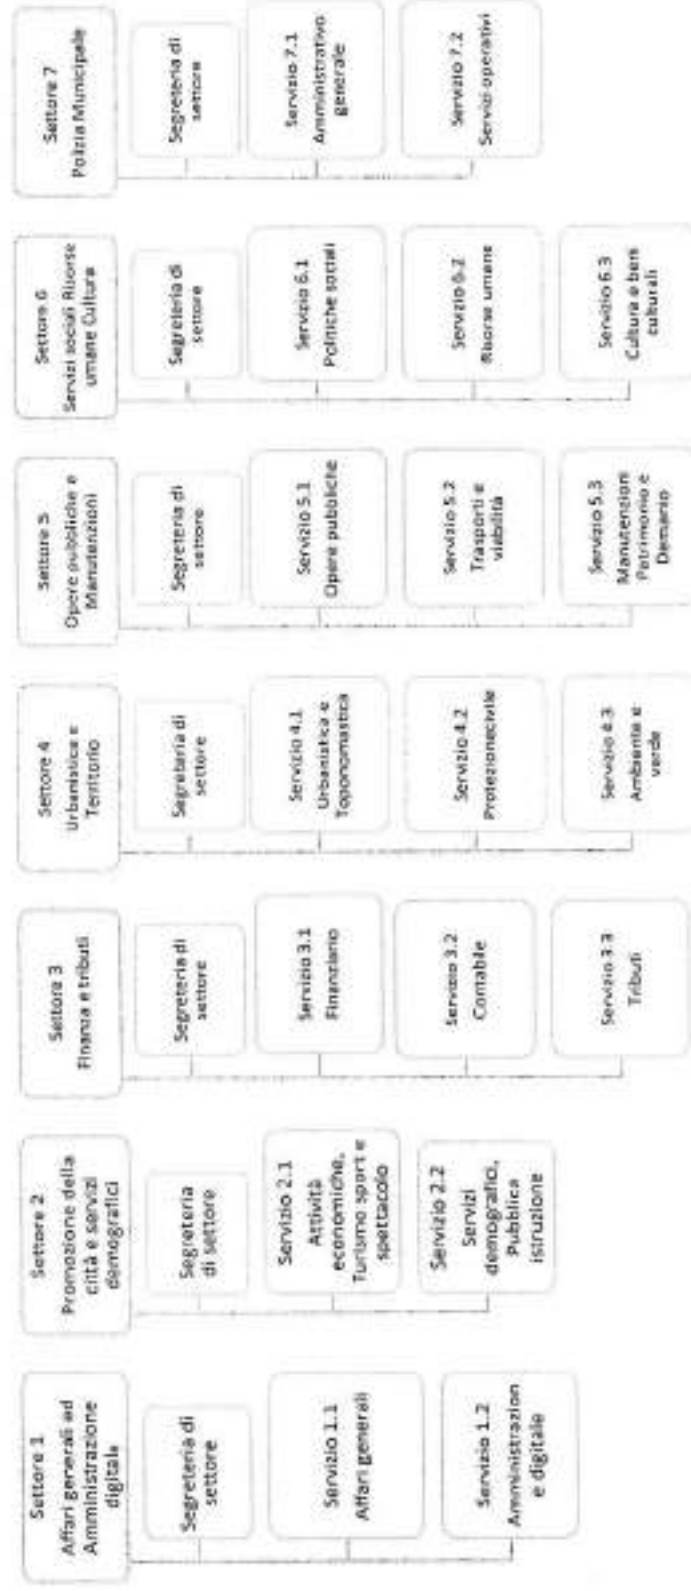 Settore 1
Affari generali ed
Amministrazione
digitale
Segreteria di
settore
Servizio 1.1
Affari generali
Servizio 1.2
Amministrazion
e digitale
Settore 2
Promozione della
città e servizi
demografici
Segreteria
di settore
Servizio 2.1
Attività
economiche,
Turismo sport e
spettacolo
Servizio 2.2
Servizi
demografici,
Pubblica
istruzione
Settore 3
Finanza e tributi
Segreteria di
settore
Servizio 3.1
Finanziario
Servizio 3.2
Contabile
Servizio 3.3
Tributi
Settore 4
Urbanistica e
Territorio
Segreteria di
settore
Servizio 4.1
Urbanistica e
Toponomastica
Servizio 4.2
Protezionecivile
Servizio 4.3
Ambiente e
verde
Settore 5
Opere pubbliche e
Manutenzioni
Segreteria di
settore
Servizio 5.1
Opere pubbliche
Servizio 5.2
Trasporti e
viabilità
Servizio 5.3
Manutenzioni
Patrimonio e
Demanio
Settore 6
Servizi sociali Risorse
umane Cultura
Segreteria di
settore
Servizio 6.1
Politiche sociali
Servizio 6.2
Risorse umane
Servizio 6.3
Cultura e beni
culturali
Settore 7
Polizia Municipale
Segreteria di
settore
Servizio 7.1
Amministrativo
generale
Servizio 7.2
Servizi operativi